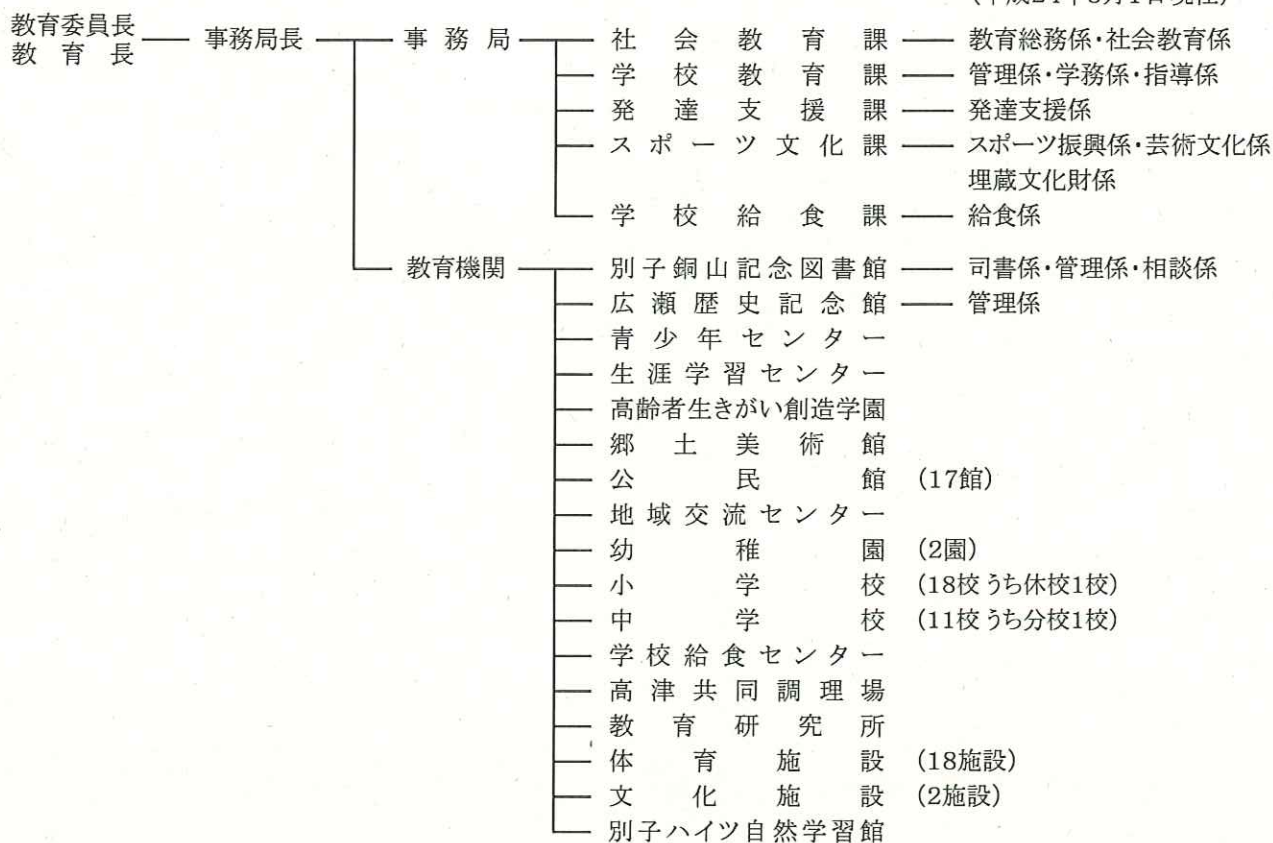 教育委員長
教育長
事務局長
事務局
社会教育課 教育総務係・社会教育係
学校教育課 管理係・学務係・指導係
発達支援課 発達支援係
スポーツ文化課 スポーツ振興係・芸術文化係
埋蔵文化財係
学校給食課 給食係
教育機関
別子銅山記念図書館 司書係・管理係・相談係
広瀬歴史記念館 管理係
青少年センター
生涯学習センター
高齢者生きがい創造学園
郷土美術館
公民館 (17館)
地域交流センター
幼稚園 (2園)
小学校 (18校うち休校1校)
中学校 (11校うち分校1校)
学校給食センター
高津共同調理場
教育研究所
体育施設 (18施設)
文化施設 (2施設)
別子ハイツ自然学習館